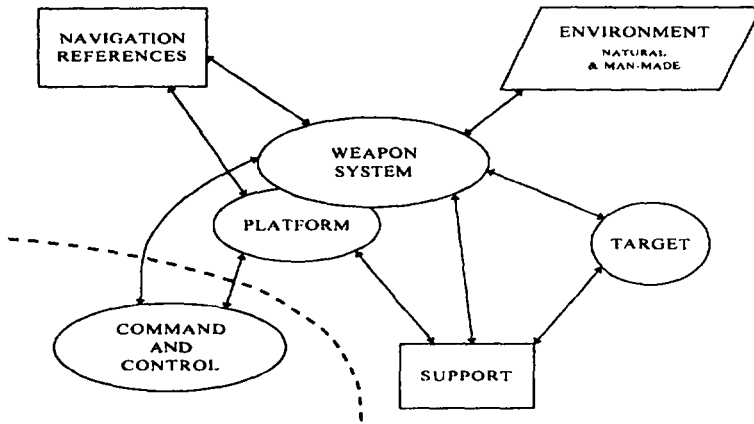 NAVIGATION
REFERENCES
ENVIRONMENT
NATURAL
& MAN-MADE
WEAPON
SYSTEM
PLATFORM
TARGET
COMMAND
AND
CONTROL
SUPPORT